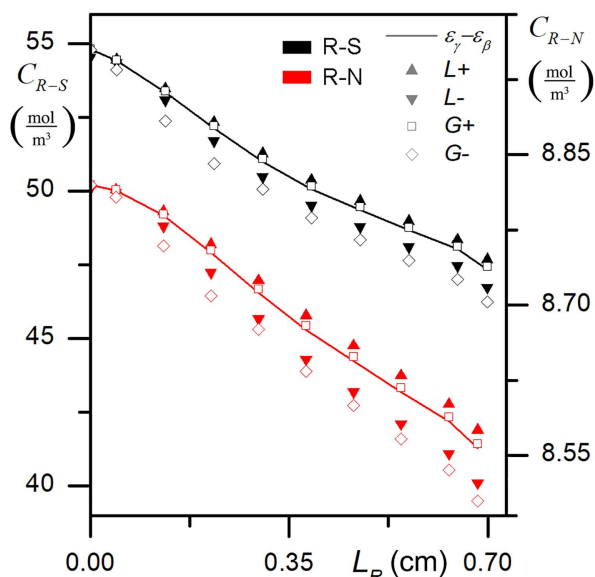 55
50
45
40
C_{R-S}
(mol/m³)
R-S
R-N
ε_γ-ε_β
L+
L-
G+
G-
C_{R-N}
(mol/m³)
8.85
8.70
8.55
0.00
0.35
0.70
L_R (cm)